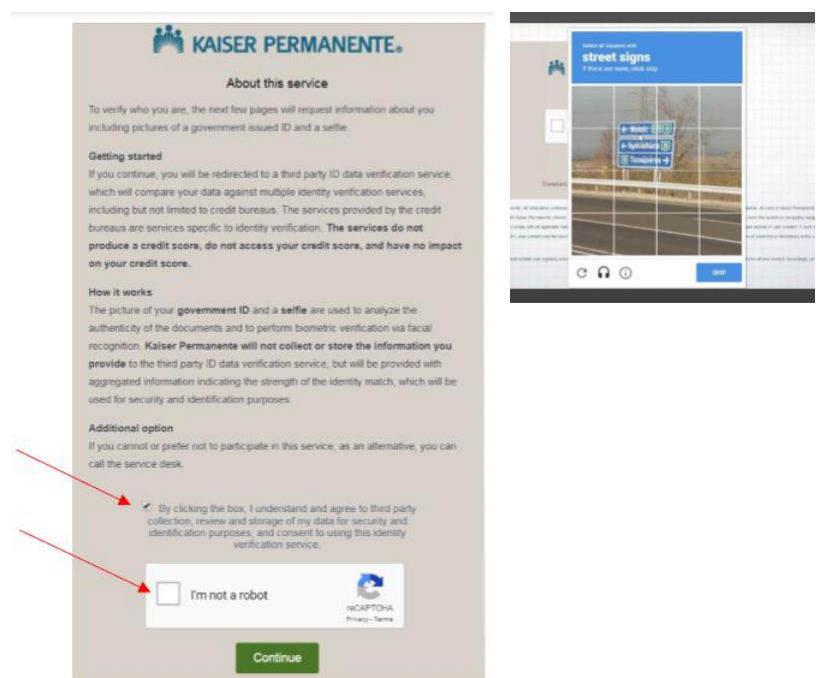 KAISER PERMANENTE®
About this service
To verify who you are, the next few pages will request information about you
including pictures of a government issued ID and a selfie.
Getting started
If you continue, you will be redirected to a third party ID data verification service,
which will compare your data against multiple identity verification services,
including but not limited to credit bureaus. The services provided by the credit
bureaus are services specific to identity verification. The services do not
produce a credit score, do not access your credit score, and have no impact
on your credit score.
How it works
The picture of your government ID and a selfie are used to analyze the
authenticity of the documents and to perform biometric verification via facial
recognition. Kaiser Permanente will not collect or store the information you
provide to the third party ID data verification service, but will be provided with
aggregated information indicating the strength of the identity match, which will be
used for security and identification purposes.
Additional option
If you cannot or prefer not to participate in this service, as an alternative, you can
call the service desk.
By clicking the box, I understand and agree to third party
collection, review and storage of my data for security and
identification purposes, and consent to using this identity
verification service.
I'm not a robot
reCAPTCHA
Privacy - Terms
Continue
Select all squares with
street signs
If there are none, click skip
SKIP